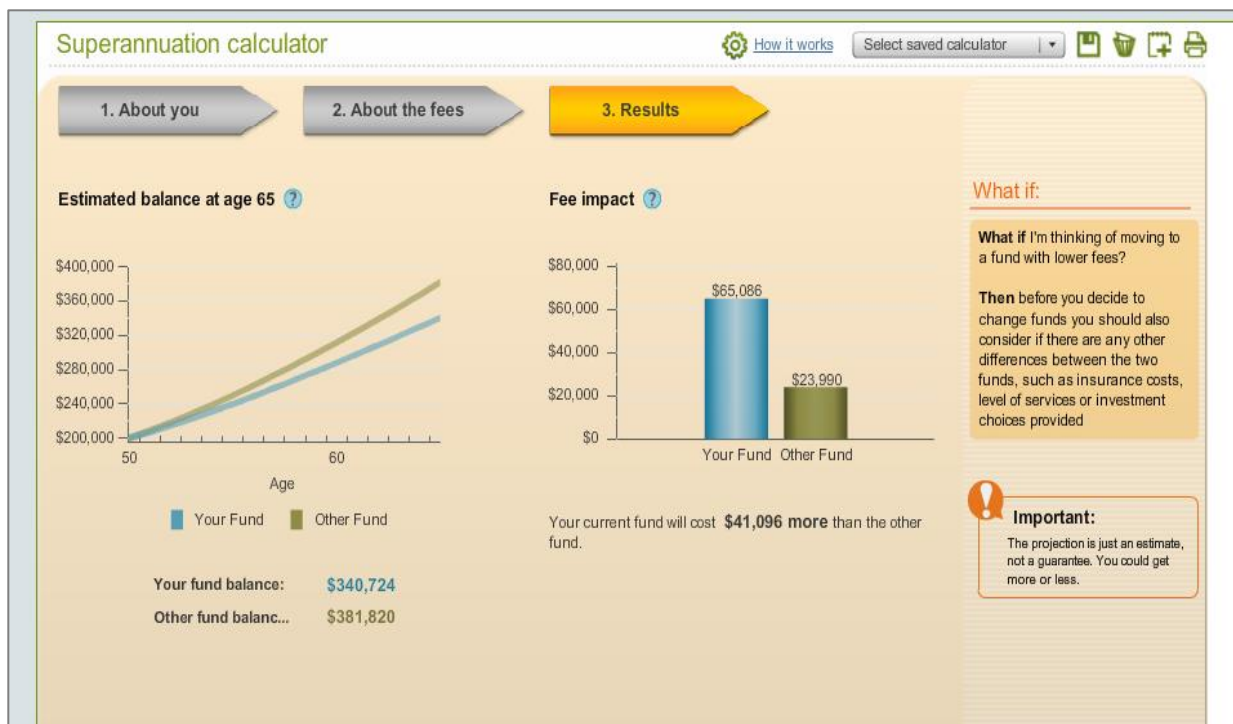 Superannuation calculator
How it works
Select saved calculator
1. About you
2. About the fees
3. Results
Estimated balance at age 65 ?
$400,000
$360,000
$320,000
$280,000
$240,000
$200,000
50
60
Age
Your Fund
Other Fund
Your fund balance: $340,724
Other fund balanc... $381,820
Fee impact ?
$80,000
$60,000
$40,000
$20,000
$0
$65,086
$23,990
Your Fund
Other Fund
Your current fund will cost $41,096 more than the other
fund.
What if:
What if I'm thinking of moving to
a fund with lower fees?
Then before you decide to
change funds you should also
consider if there are any other
differences between the two
funds, such as insurance costs,
level of services or investment
choices provided
!
Important:
The projection is just an estimate,
not a guarantee. You could get
more or less.